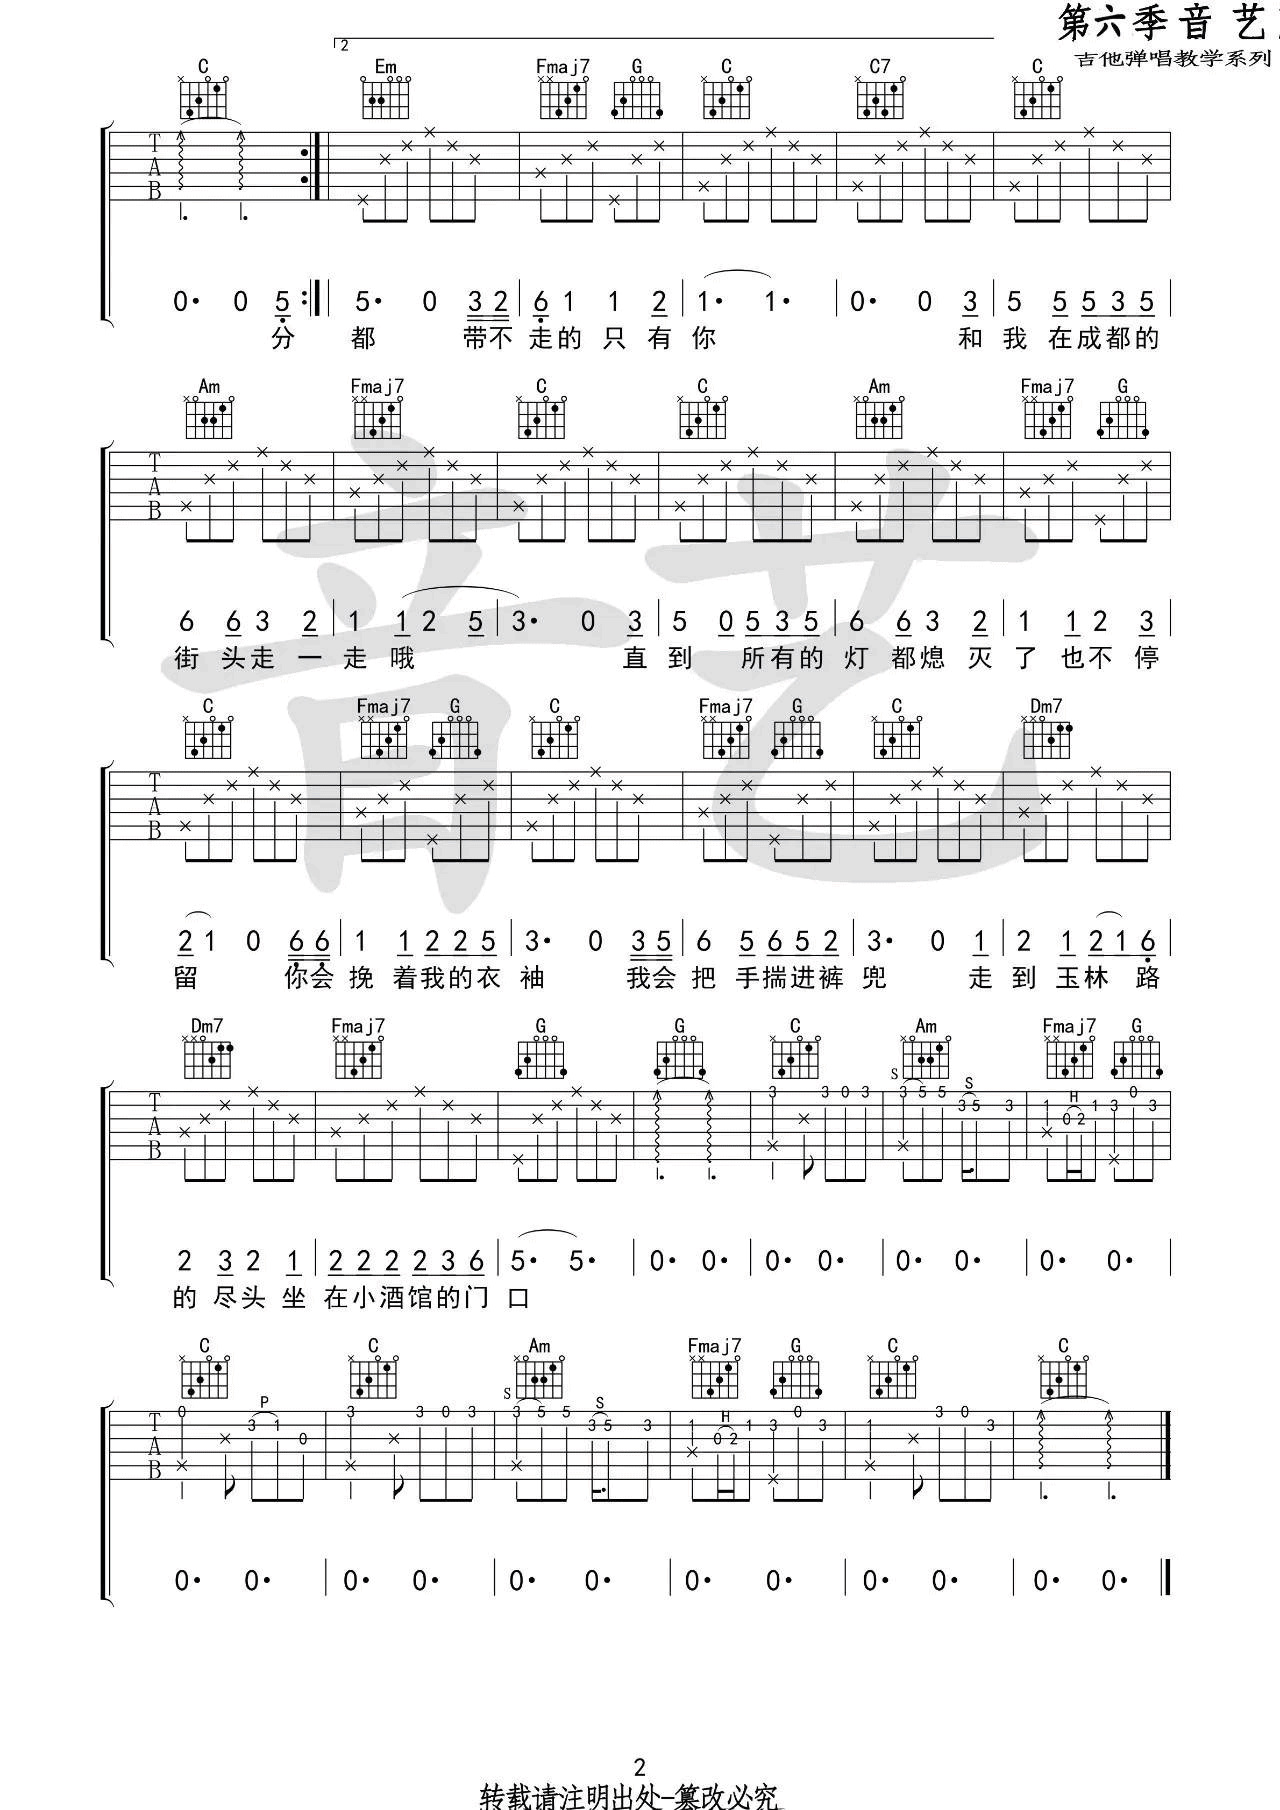 第六季音 艺
吉他弹唱教学系列
2
C Em Fmaj7 G C C7 C
T
A
B
0· 0 5 5· 0 3 2 6 1 1 2 1· 1· 0· 0 3 5 5 5 3 5
分 都 带不 走的 只 有 你 和 我 在成都的
Am Fmaj7 C C Am Fmaj7 G
T
A
B
6 6 3 2 1 1 2 5 3· 0 3 5 0 5 3 5 6 6 3 2 1 1 2 3
街 头走 一 走 哦 直 到 所有的 灯 都熄 灭 了 也不 停
C Fmaj7 G C Fmaj7 G C Dm7
T
A
B
2 1 0 6 6 1 1 2 2 5 3· 0 3 5 6 5 6 5 2 3· 0 1 2 1 2 1 6
留 你会 挽 着我的衣 袖 我会 把 手揣进裤 兜 走 到 玉林 路
Dm7 Fmaj7 G G C Am Fmaj7 G
3 3 0 3 S 3 5 5 3 S 5 3 1 0 H 2 1 3 0 3
T
A
B
2 3 2 1 2 2 2 2 3 6 5· 5· 0· 0· 0· 0· 0· 0· 0· 0·
的 尽头 坐 在小酒馆的门 口
C C Am Fmaj7 G C C
0 3 P 1 0 3 3 0 3 S 3 5 5 3 S 5 3 1 0 H 2 1 3 0 3 1 3 0 3
T
A
B
0· 0· 0· 0· 0· 0· 0· 0· 0· 0· 0· 0·
音艺
2
转载请注明出处-篡改必究